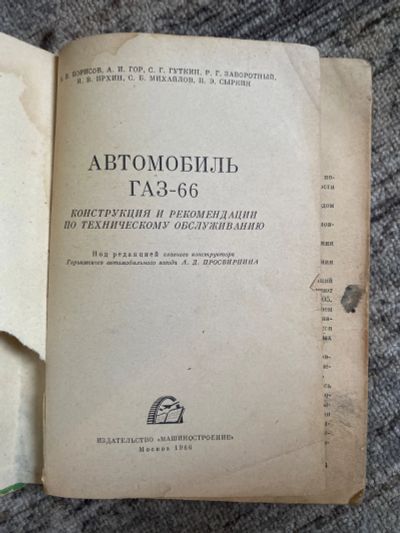 В. БОРИСОВ, А. И. ГОР, С. Г. ГУТКИН, Р. Г. ЗАВОРОТНЫЙ,
С. Б. МИХАЙЛОВ, В. Э. СЫРКИН
АВТОМОБИЛЬ
ГАЗ-66
КОНСТРУКЦИЯ И РЕКОМЕНДАЦИИ
ПО ТЕХНИЧЕСКОМУ ОБСЛУЖИВАНИЮ
Под редакцией главного конструктора
Горьковского автомобильного завода А. Д. ПРОСВИРНИНА
ИЗДАТЕЛЬСТВО «МАШИНОСТРОЕНИЕ»
Москва 1966